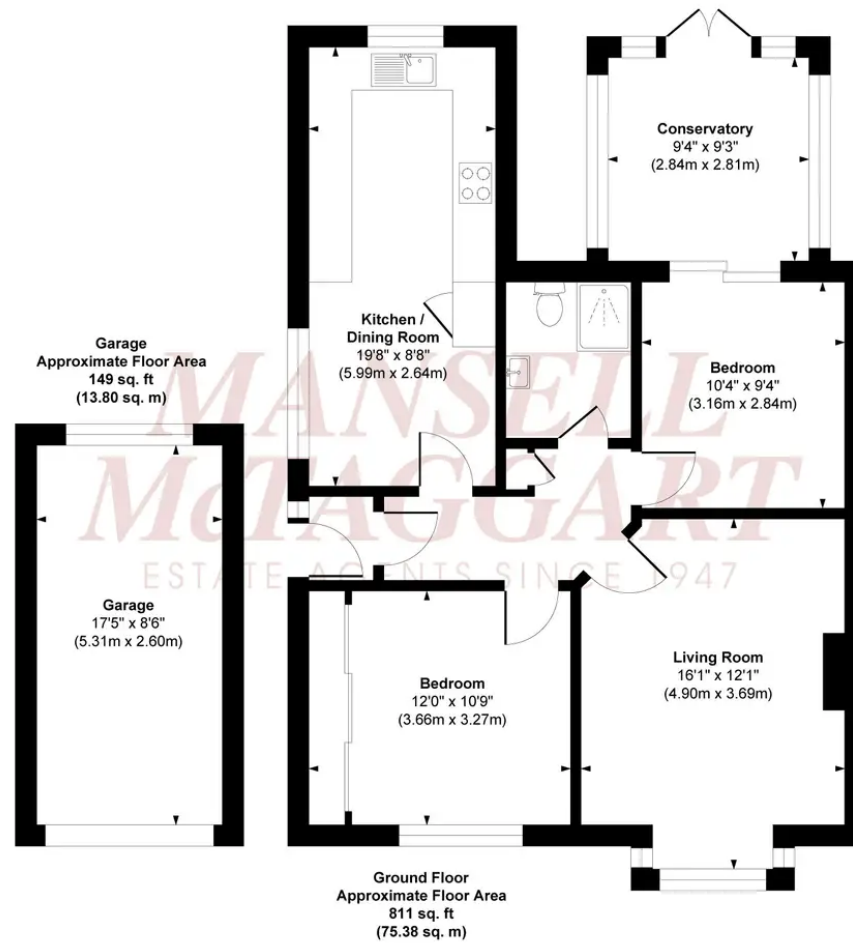 Conservatory
9'4" x 9'3"
(2.84m x 2.81m)
Kitchen /
Dining Room
19'8" x 8'8"
(5.99m x 2.64m)
Bedroom
10'4" x 9'4"
(3.16m x 2.84m)
Garage
Approximate Floor Area
149 sq. ft
(13.80 sq. m)
MANSELL
McTAGGART
ESTATE AGENTS SINCE 1947
Garage
17'5" x 8'6"
(5.31m x 2.60m)
Bedroom
12'0" x 10'9"
(3.66m x 3.27m)
Living Room
16'1" x 12'1"
(4.90m x 3.69m)
Ground Floor
Approximate Floor Area
811 sq. ft
(75.38 sq. m)